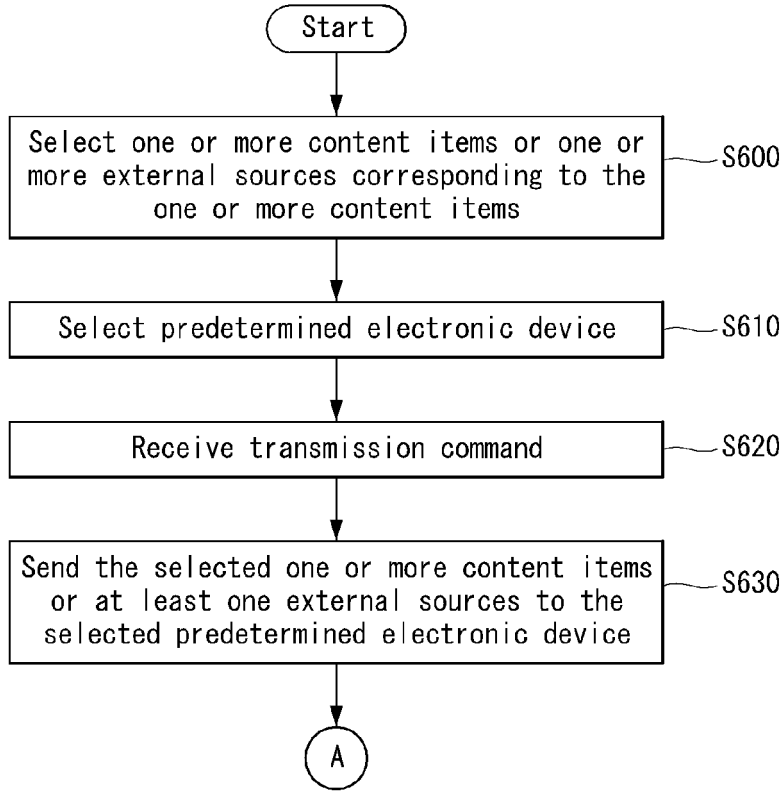 Start
Select one or more content items or one or
more external sources corresponding to the
one or more content items
S600
Select predetermined electronic device
S610
Receive transmission command
S620
Send the selected one or more content items
or at least one external sources to the
selected predetermined electronic device
S630
A